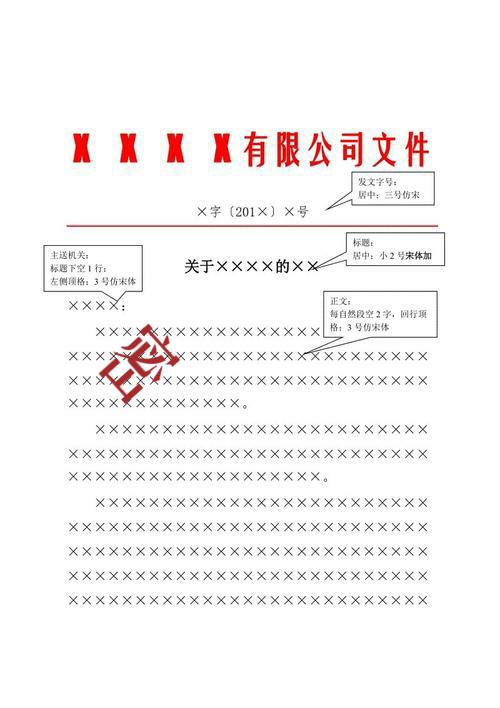 ××××有限公司文件
发文字号：
居中：三号仿宋
×字〔201×〕×号
标题：
居中：小2号宋体加
主送机关：
标题下空1行；
左侧顶格：3号仿宋体
关于××××的××
正文：
每自然段空2字，回行顶
格：3号仿宋体
××××：
密
××××××××××××××××××
×××××××××××××××××××××××××
×××××××××××××××××××××××××
××××××××××××。
×××××××××××××××××××××××
×××××××××××××××××××××××××
××××××××××××××××××。
×××××××××××××××××××××××
×××××××××××××××××××××××××
×××××××××××××××××××××××××
×××××××××××××××××××××××××
×××××××××××××××××××××××××